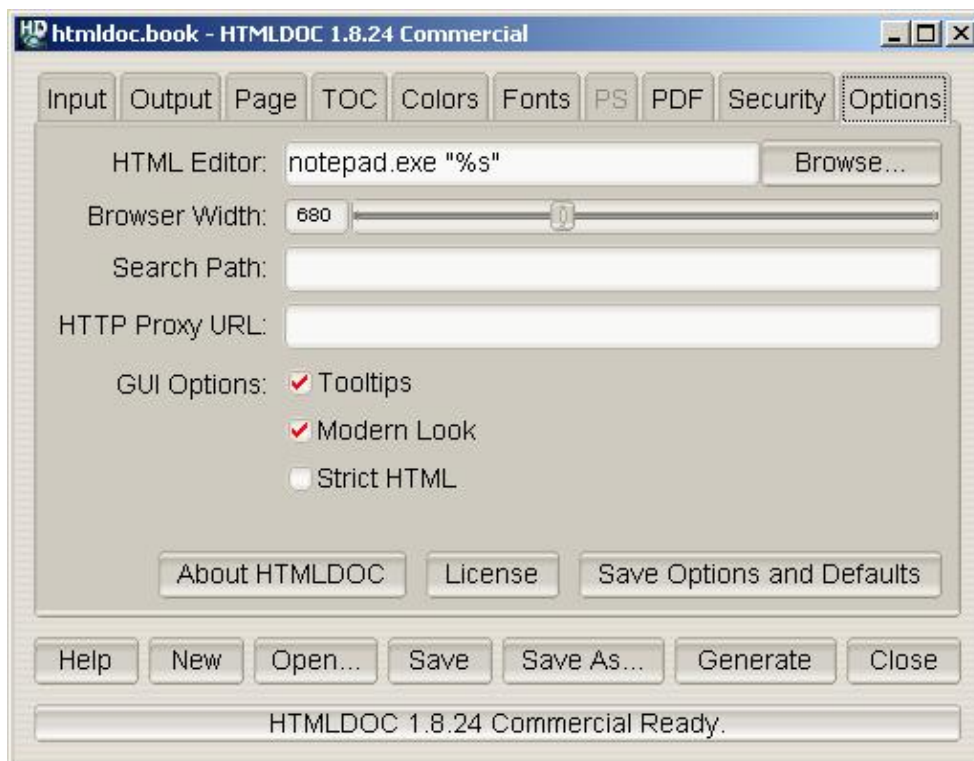 htmldoc.book - HTMLDOC 1.8.24 Commercial
Input Output Page TOC Colors Fonts PS PDF Security Options
HTML Editor: notepad.exe "%s" Browse...
Browser Width: 680
Search Path:
HTTP Proxy URL:
GUI Options: Tooltips
Modern Look
Strict HTML
About HTMLDOC License Save Options and Defaults
Help New Open... Save Save As... Generate Close
HTMLDOC 1.8.24 Commercial Ready.